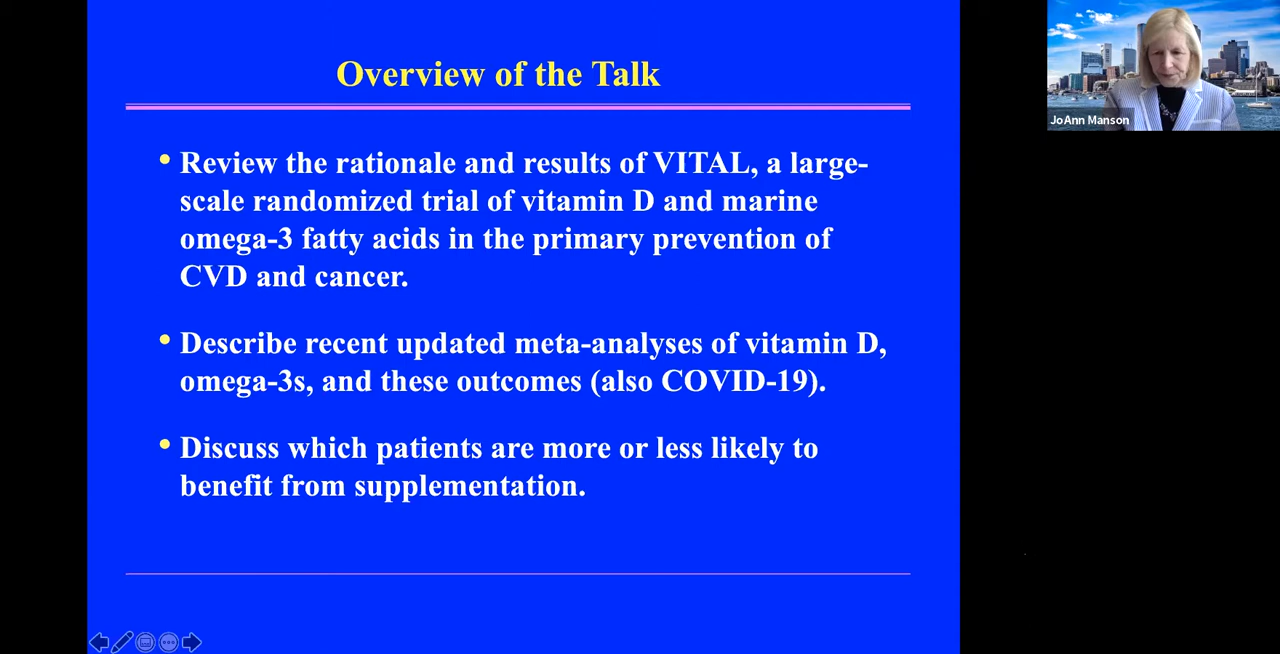 Overview of the Talk
• Review the rationale and results of VITAL, a large-
scale randomized trial of vitamin D and marine
omega-3 fatty acids in the primary prevention of
CVD and cancer.
• Describe recent updated meta-analyses of vitamin D,
omega-3s, and these outcomes (also COVID-19).
• Discuss which patients are more or less likely to
benefit from supplementation.
JoAnn Manson